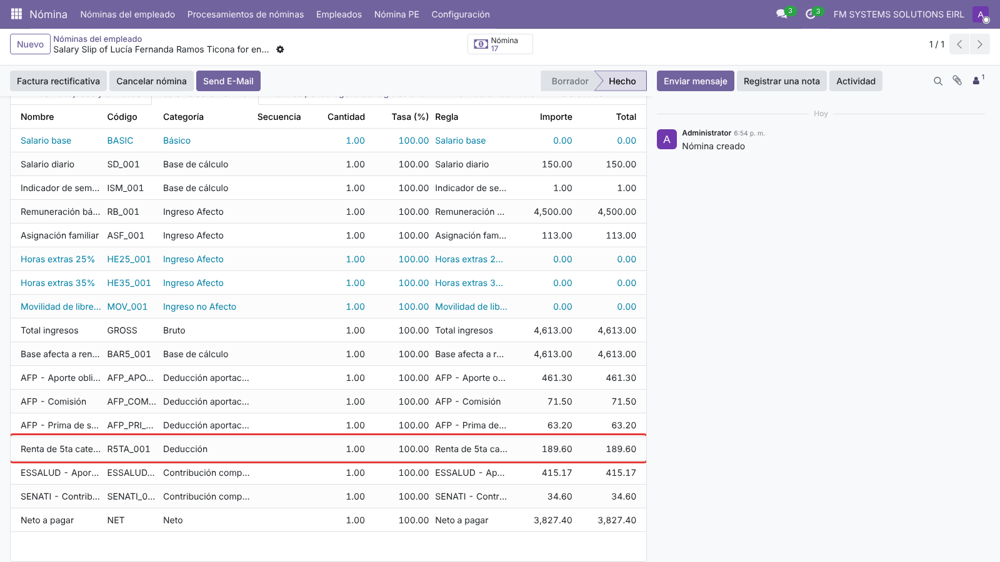 Nómina Nóminas del empleado Procesamientos de nóminas Empleados Nómina PE Configuración 3 3 FM SYSTEMS SOLUTIONS EIRL A
Nuevo
Nóminas del empleado
Salary Slip of Lucía Fernanda Ramos Ticona for en...
Nómina
17
1 / 1
Factura rectificativa Cancelar nómina Send E-Mail Borrador Hecho
Enviar mensaje Registrar una nota Actividad 1
Nombre Código Categoría Secuencia Cantidad Tasa (%) Regla Importe Total
Salario base BASIC Básico 1.00 100.00 Salario base 0.00 0.00
Salario diario SD_001 Base de cálculo 1.00 100.00 Salario diario 150.00 150.00
Indicador de sem... ISM_001 Base de cálculo 1.00 100.00 Indicador de se... 1.00 1.00
Remuneración bá... RB_001 Ingreso Afecto 1.00 100.00 Remuneración ... 4,500.00 4,500.00
Asignación familiar ASF_001 Ingreso Afecto 1.00 100.00 Asignación fam... 113.00 113.00
Horas extras 25% HE25_001 Ingreso Afecto 1.00 100.00 Horas extras 2... 0.00 0.00
Horas extras 35% HE35_001 Ingreso Afecto 1.00 100.00 Horas extras 3... 0.00 0.00
Movilidad de libre... MOV_001 Ingreso no Afecto 1.00 100.00 Movilidad de lib... 0.00 0.00
Total ingresos GROSS Bruto 1.00 100.00 Total ingresos 4,613.00 4,613.00
Base afecta a ren... BAR5_001 Base de cálculo 1.00 100.00 Base afecta a r... 4,613.00 4,613.00
AFP - Aporte obli... AFP_APO... Deducción aportac... 1.00 100.00 AFP - Aporte o... 461.30 461.30
AFP - Comisión AFP_COM... Deducción aportac... 1.00 100.00 AFP - Comisión 71.50 71.50
AFP - Prima de s... AFP_PRI_... Deducción aportac... 1.00 100.00 AFP - Prima de... 63.20 63.20
Renta de 5ta cate... R5TA_001 Deducción 1.00 100.00 Renta de 5ta ca... 189.60 189.60
ESSALUD - Apor... ESSALUD... Contribución comp... 1.00 100.00 ESSALUD - Ap... 415.17 415.17
SENATI - Contrib... SENATI_0... Contribución comp... 1.00 100.00 SENATI - Contr... 34.60 34.60
Neto a pagar NET Neto 1.00 100.00 Neto a pagar 3,827.40 3,827.40
Hoy
A
Administrator 6:54 p. m.
Nómina creado